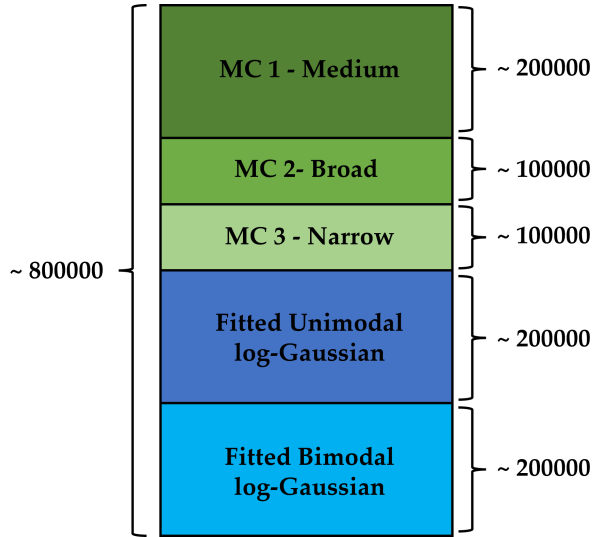 MC 1 - Medium
~ 200000
MC 2- Broad
~ 100000
MC 3 - Narrow
~ 100000
~ 800000
Fitted Unimodal
log-Gaussian
~ 200000
Fitted Bimodal
log-Gaussian
~ 200000